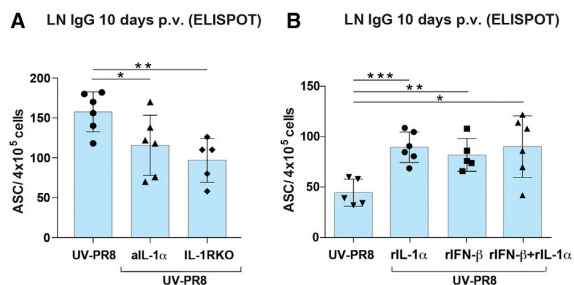 A LN IgG 10 days p.v. (ELISPOT)
**
*
200
150
100
50
0
ASC/ 4x10⁵ cells
UV-PR8 aIL-1α IL-1RKO
UV-PR8
B LN IgG 10 days p.v. (ELISPOT)
***
**
*
150
100
50
0
ASC/ 4x10⁵ cells
UV-PR8 rIL-1α rIFN-β rIFN-β+rIL-1α
UV-PR8